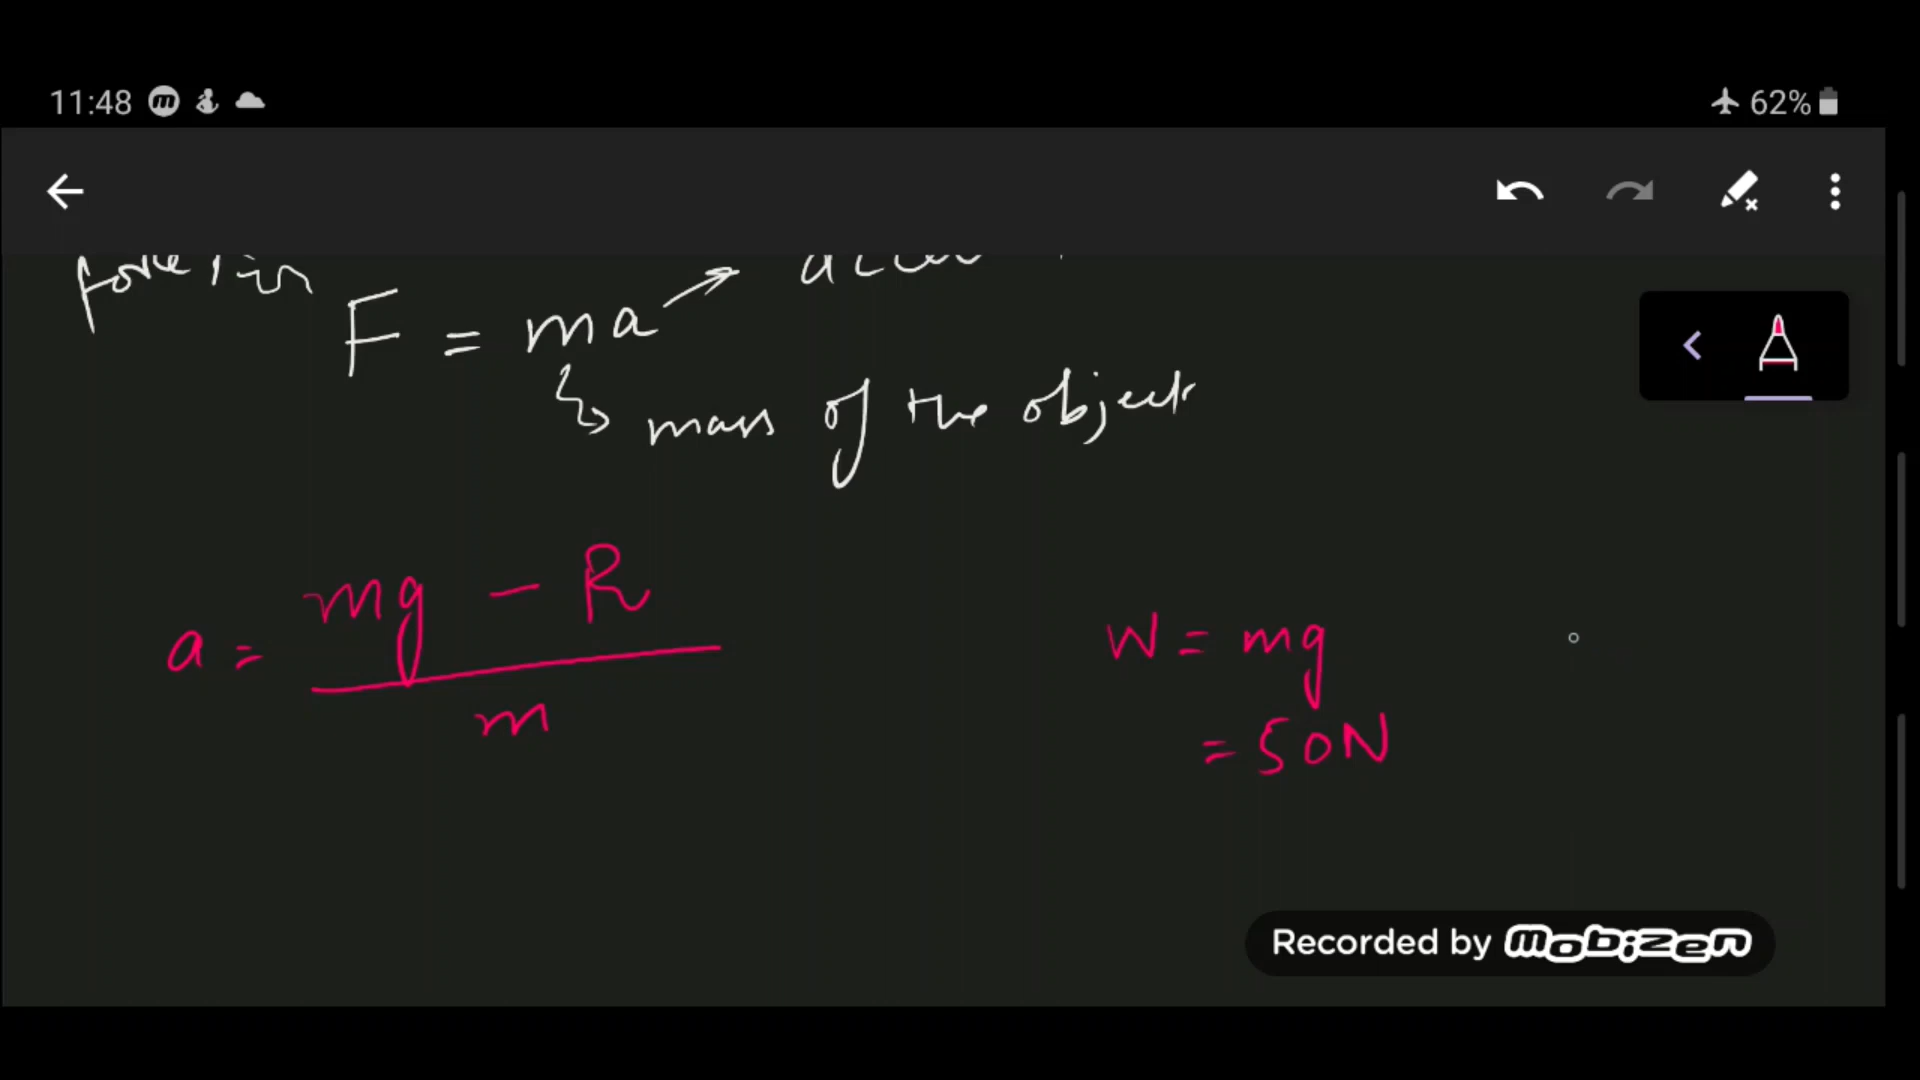 11:48 62%
F = ma
mass of the object
a = mg - R / m
W = mg
= 50N
Recorded by mobizen